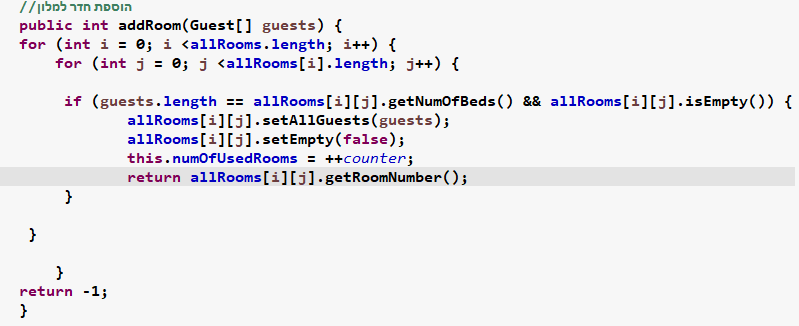 //הוספת חדר למלון
public int addRoom(Guest[] guests) {
for (int i = 0; i <allRooms.length; i++) {
for (int j = 0; j <allRooms[i].length; j++) {
if (guests.length == allRooms[i][j].getNumOfBeds() && allRooms[i][j].isEmpty()) {
allRooms[i][j].setAllGuests(guests);
allRooms[i][j].setEmpty(false);
this.numOfUsedRooms = ++counter;
return allRooms[i][j].getRoomNumber();
}
}
}
return -1;
}